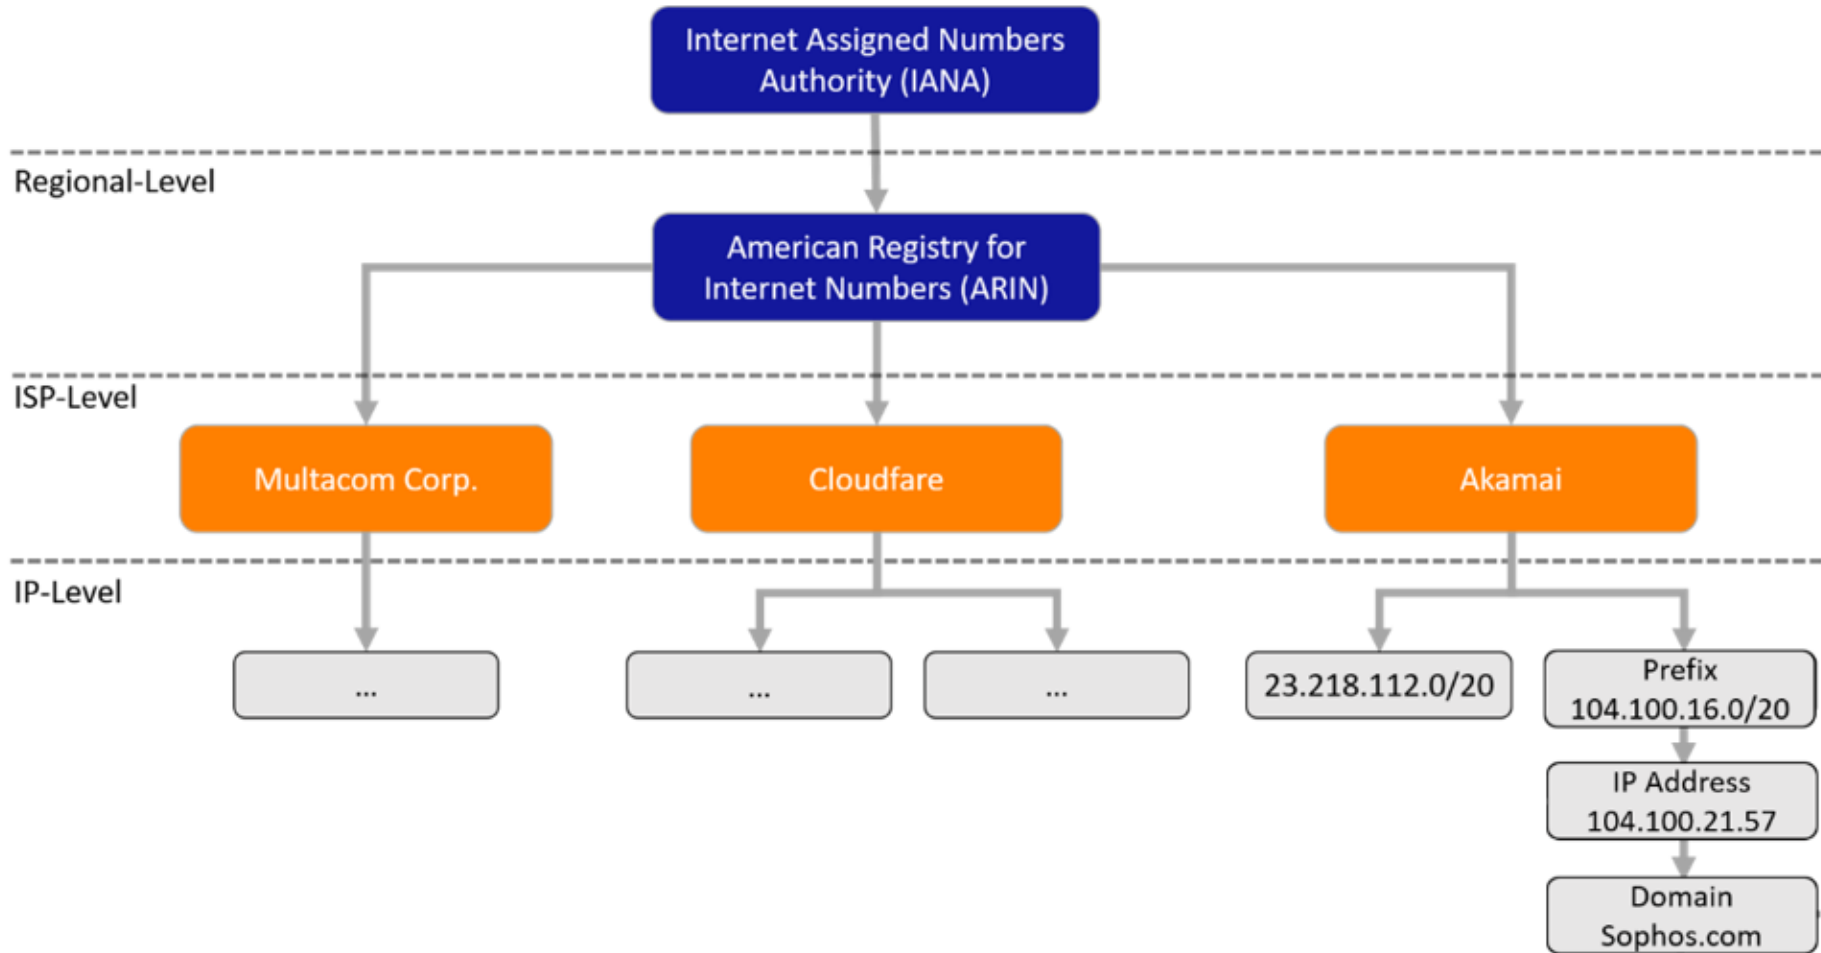 Internet Assigned Numbers
Authority (IANA)
Regional-Level
American Registry for
Internet Numbers (ARIN)
ISP-Level
Multacom Corp.
Cloudfare
Akamai
IP-Level
...
...
...
23.218.112.0/20
Prefix
104.100.16.0/20
IP Address
104.100.21.57
Domain
Sophos.com